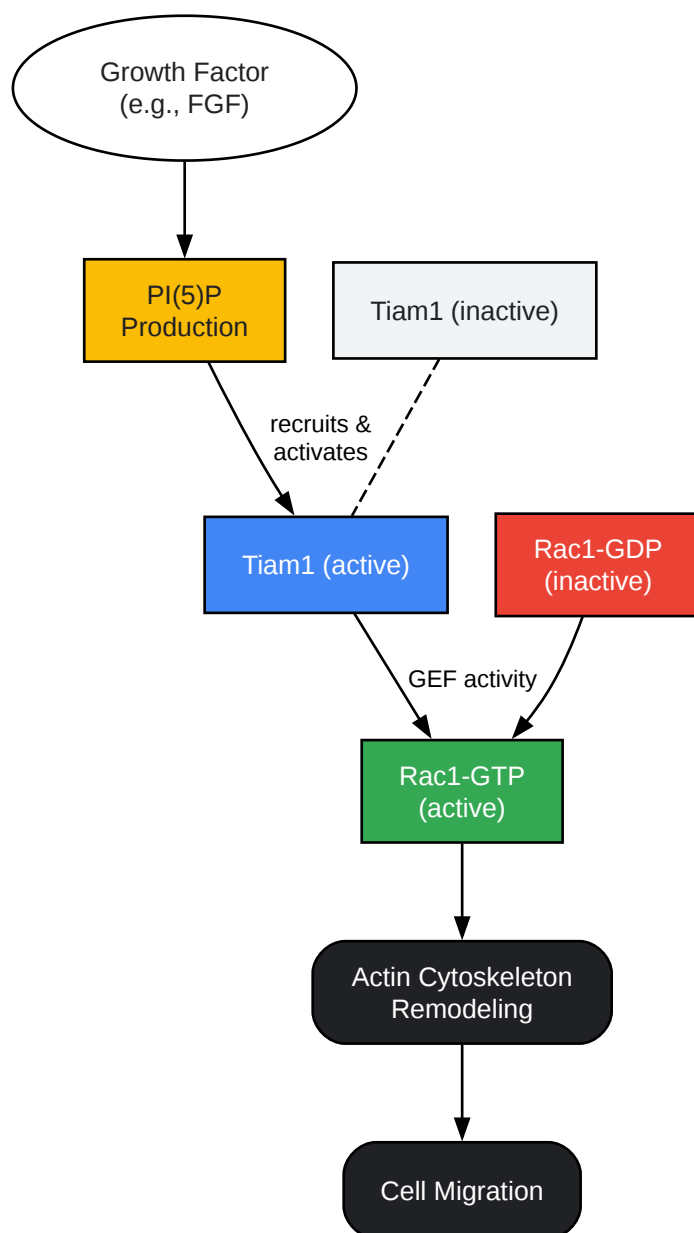 Growth Factor
(e.g., FGF)
PI(5)P
Production
Tiam1 (inactive)
recruits &
activates
Tiam1 (active)
Rac1-GDP
(inactive)
GEF activity
Rac1-GTP
(active)
Actin Cytoskeleton
Remodeling
Cell Migration